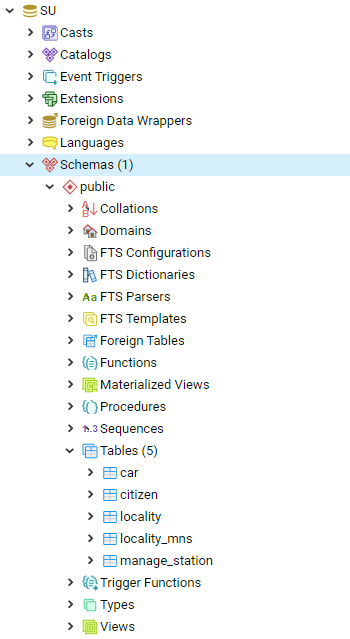 SU
Casts
Catalogs
Event Triggers
Extensions
Foreign Data Wrappers
Languages
Schemas (1)
public
Collations
Domains
FTS Configurations
FTS Dictionaries
Aa FTS Parsers
FTS Templates
Foreign Tables
Functions
Materialized Views
Procedures
1..3 Sequences
Tables (5)
car
citizen
locality
locality_mns
manage_station
Trigger Functions
Types
Views